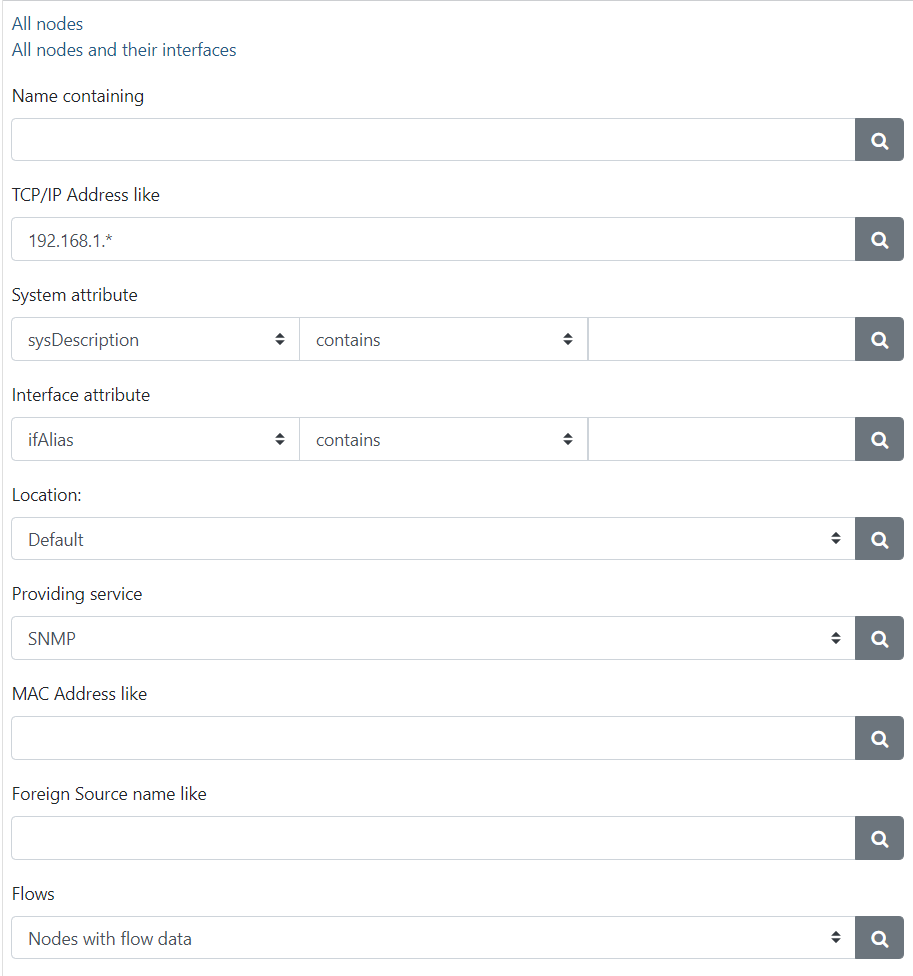 All nodes
All nodes and their interfaces
Name containing
TCP/IP Address like
192.168.1.*
System attribute
sysDescription contains
Interface attribute
ifAlias contains
Location:
Default
Providing service
SNMP
MAC Address like
Foreign Source name like
Flows
Nodes with flow data